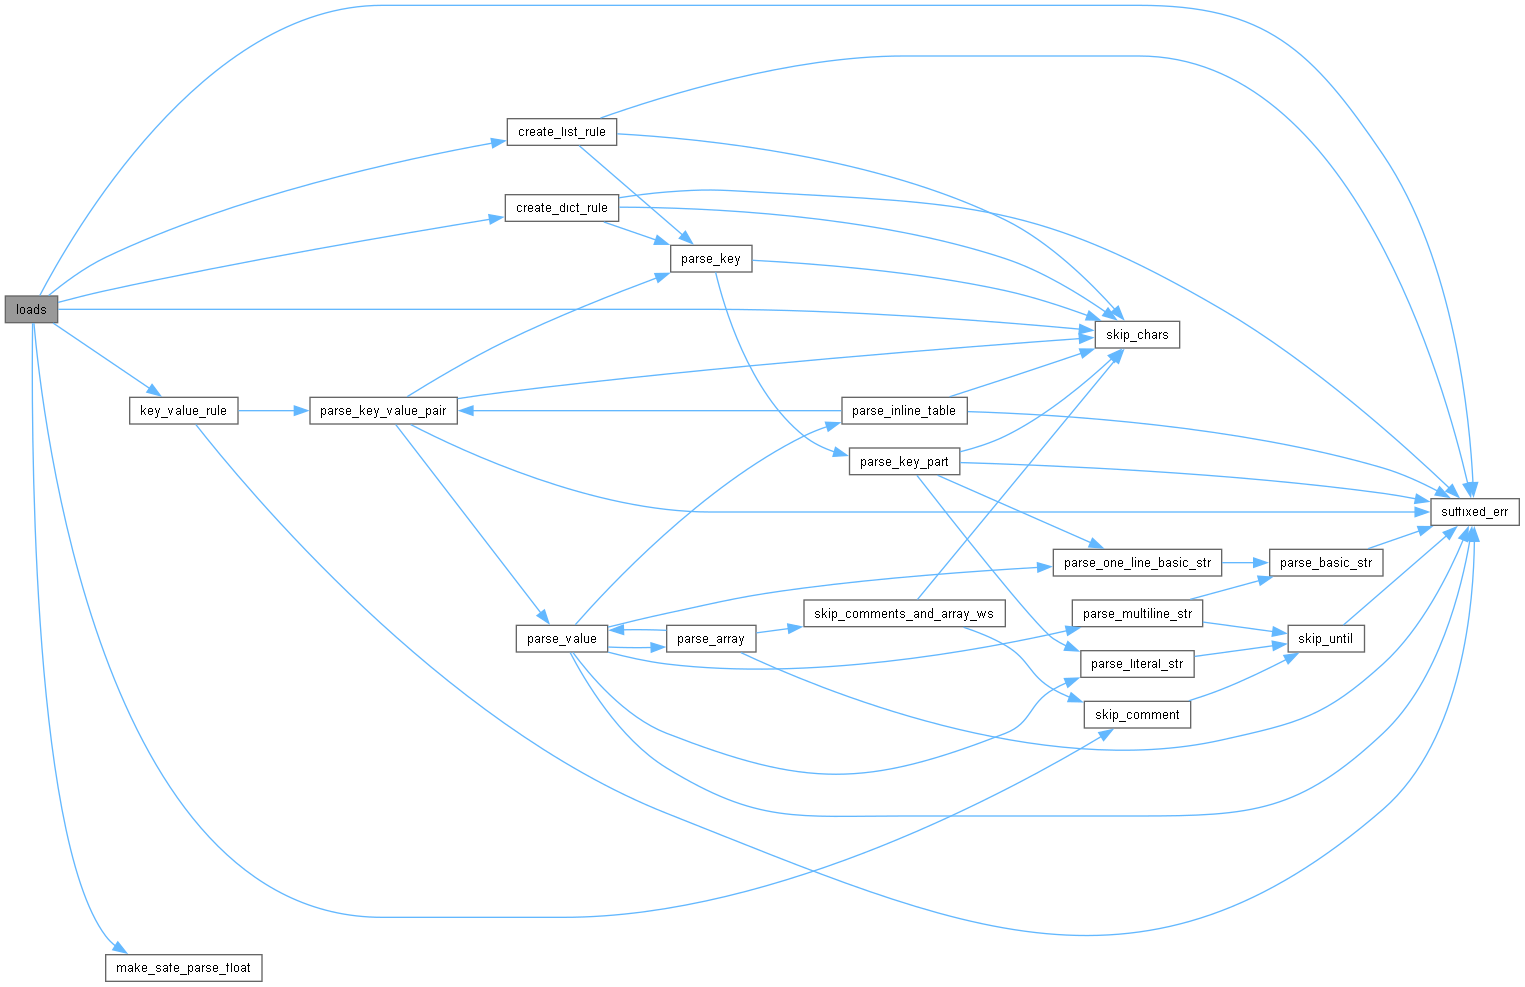 create_list_rule
create_dict_rule
parse_key
loads
skip_chars
key_value_rule
parse_key_value_pair
parse_inline_table
parse_key_part
suffixed_err
parse_one_line_basic_str
parse_basic_str
skip_comments_and_array_ws
parse_multiline_str
parse_value
parse_array
skip_until
parse_literal_str
skip_comment
make_safe_parse_float